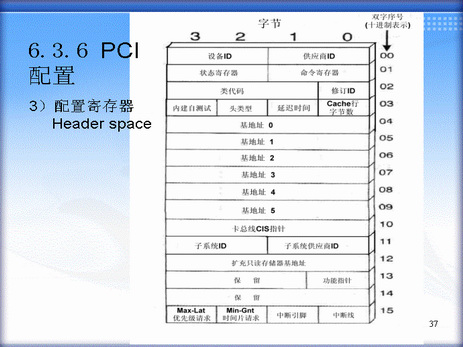 6.3.6 PCI
配置
3）配置寄存器
Header space
字节
双字序号
(十进制表示)
3 2 1 0
设备ID 供应商ID 00
状态寄存器 命令寄存器 01
类代码 修订ID 02
内建自测试 头类型 延迟时间 Cache行
字节数 03
基地址 0 04
基地址 1 05
基地址 2 06
基地址 3 07
基地址 4 08
基地址 5 09
卡总线CIS指针 10
子系统ID 子系统供应商ID 11
扩充只读存储器基地址 12
保 留 功能指针 13
保 留 14
Max-Lat
优先级请求 Min-Gnt
时间片请求 中断引脚 中断线 15
37